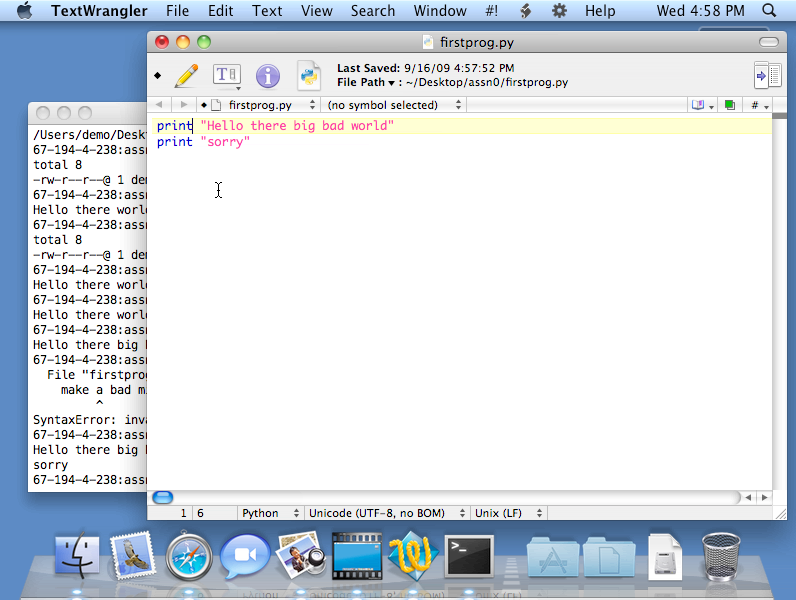 TextWrangler File Edit Text View Search Window #! Help Wed 4:58 PM
firstprog.py
Last Saved: 9/16/09 4:57:52 PM
File Path ▾ : ~/Desktop/assn0/firstprog.py
firstprog.py (no symbol selected) #
print "Hello there big bad world"
print "sorry"
1 6 Python Unicode (UTF-8, no BOM) Unix (LF)
/Users/demo/Deskt
67-194-4-238:assn
total 8
-rw-r--r--@ 1 dem
67-194-4-238:assn
Hello there worl
67-194-4-238:assn
total 8
-rw-r--r--@ 1 dem
67-194-4-238:assn
Hello there worl
67-194-4-238:assn
Hello there worl
67-194-4-238:assn
Hello there big
67-194-4-238:assn
File "firstpro
make a bad m
^
SyntaxError: inv
67-194-4-238:assn
Hello there big
sorry
67-194-4-238:assn